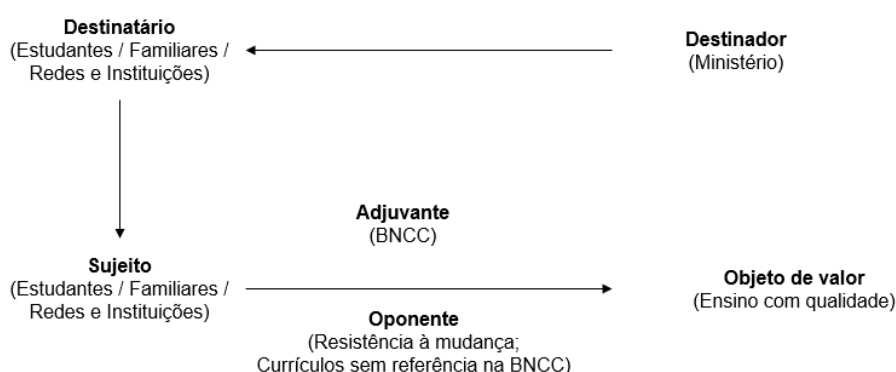 Destinatário
(Estudantes / Familiares /
Redes e Instituições)
Destinador
(Ministério)
Adjuvante
(BNCC)
Sujeito
(Estudantes / Familiares /
Redes e Instituições)
Objeto de valor
(Ensino com qualidade)
Oponente
(Resistência à mudança;
Currículos sem referência na BNCC)